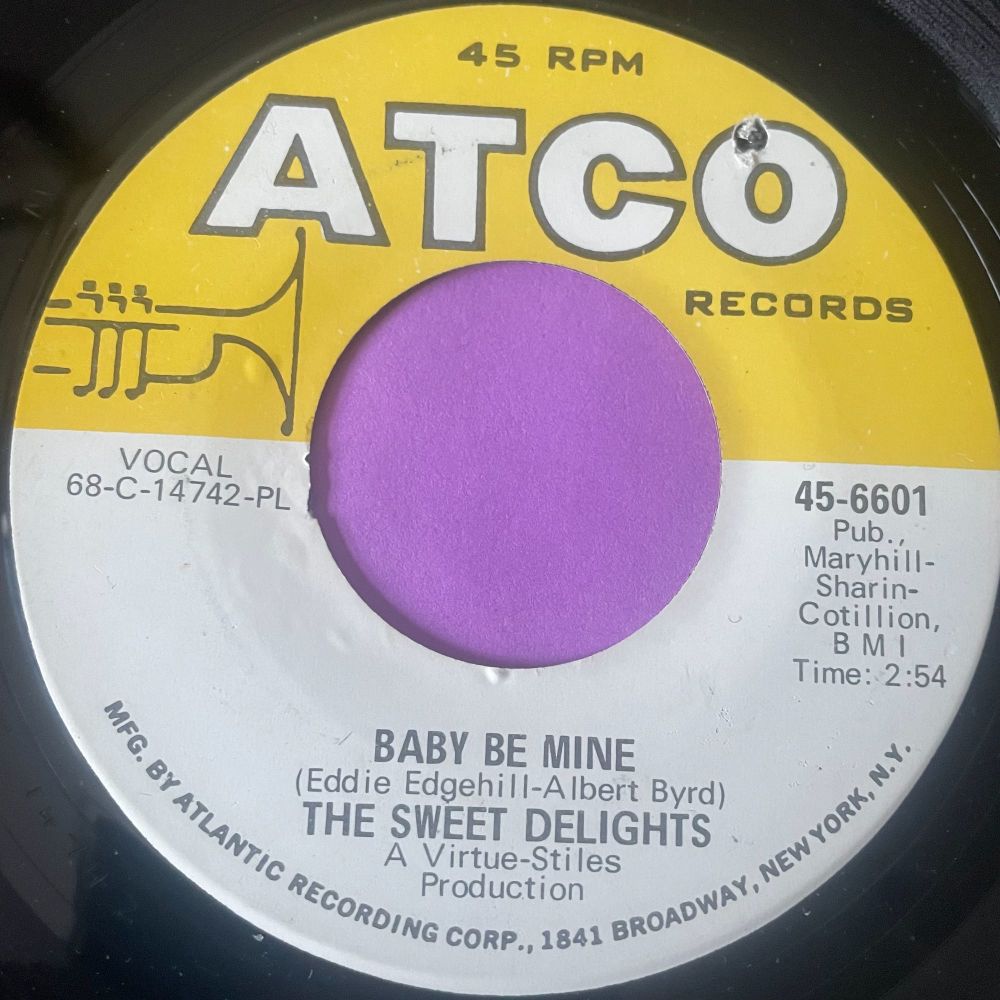 45 RPM
ATCO
RECORDS
VOCAL
68-C-14742-PL
45-6601
Pub.,
Maryhill-
Sharin-
Cotillion,
B M I
Time: 2:54
BABY BE MINE
(Eddie Edgehill-Albert Byrd)
THE SWEET DELIGHTS
A Virtue-Stiles
Production
MFG. BY ATLANTIC RECORDING CORP., 1841 BROADWAY, NEW YORK, N.Y.